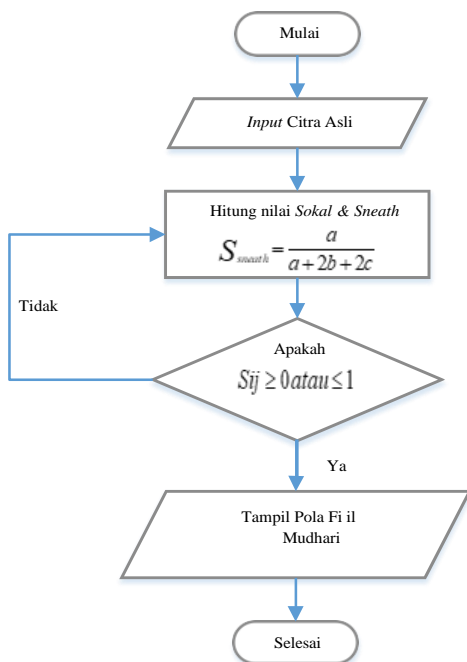 Mulai
Input Citra Asli
Hitung nilai Sokal & Sneath
S sneath = a / a + 2b + 2c
Tidak
Apakah
Sij ≥ 0 atau ≤ 1
Ya
Tampil Pola Fi il
Mudhari
Selesai